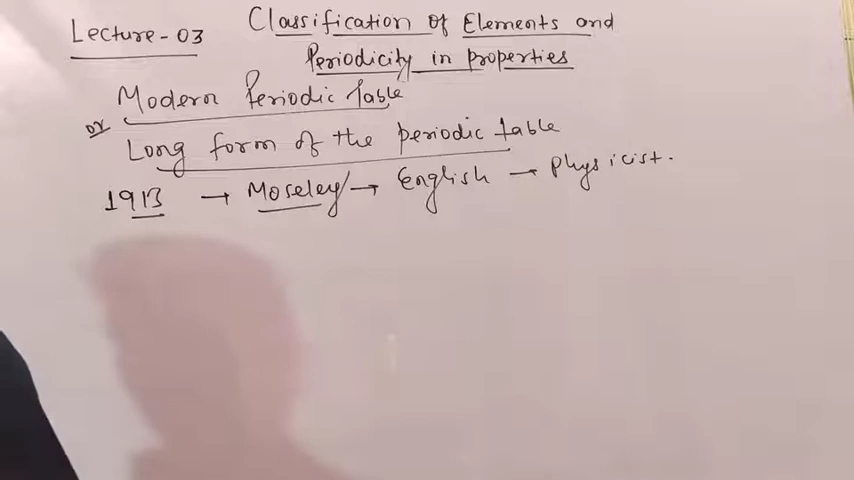 Lecture-03 Classification of Elements and
Periodicity in properties
Modern Periodic Table
or
Long form of the periodic table
1913 → Moseley → English → physicist.